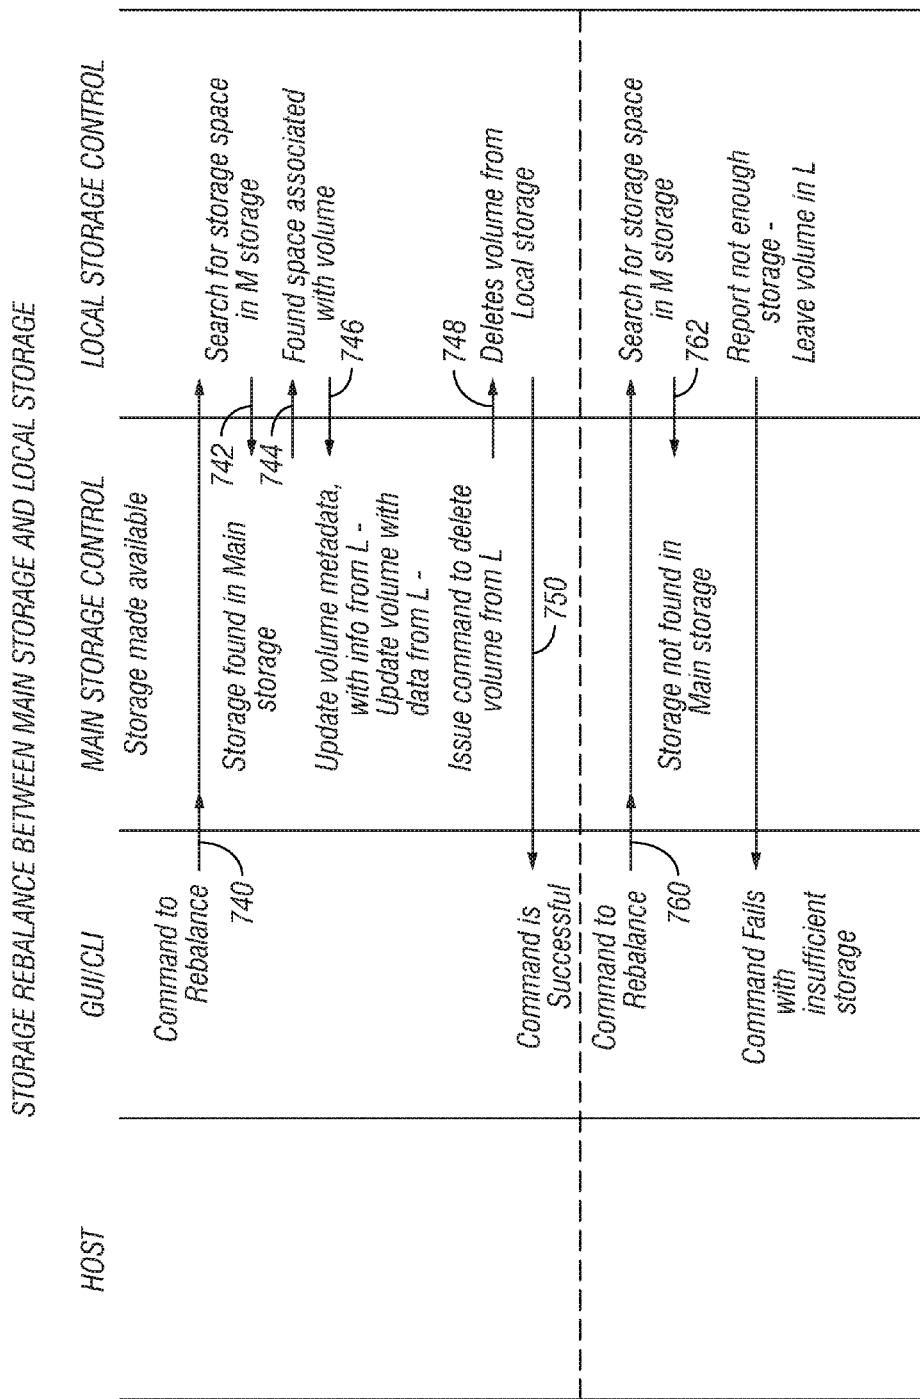 STORAGE REBALANCE BETWEEN MAIN STORAGE AND LOCAL STORAGE
HOST
GUI/CLI
MAIN STORAGE CONTROL
LOCAL STORAGE CONTROL
Storage made available
Command to
Rebalance
740
Search for storage space
in M storage
742
Storage found in Main
storage
744
Found space associated
with volume
746
Update volume metadata,
with info from L -
Update volume with
data from L -
Issue command to delete
volume from L
748
Deletes volume from
Local storage
750
Command is
Successful
Command to
Rebalance
760
Search for storage space
in M storage
762
Storage not found in
Main storage
Report not enough
storage -
Leave volume in L
Command Fails
with
insufficient
storage